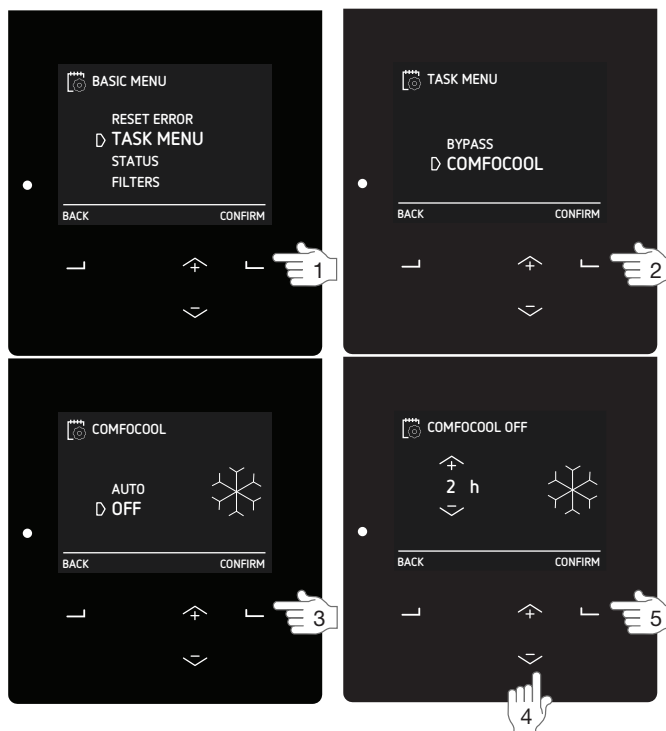 BASIC MENU
RESET ERROR
TASK MENU
STATUS
FILTERS
BACK CONFIRM
1
TASK MENU
BYPASS
COMFOCOOL
BACK CONFIRM
2
COMFOCOOL
AUTO
OFF
BACK CONFIRM
3
COMFOCOOL OFF
2 h
BACK CONFIRM
5
4